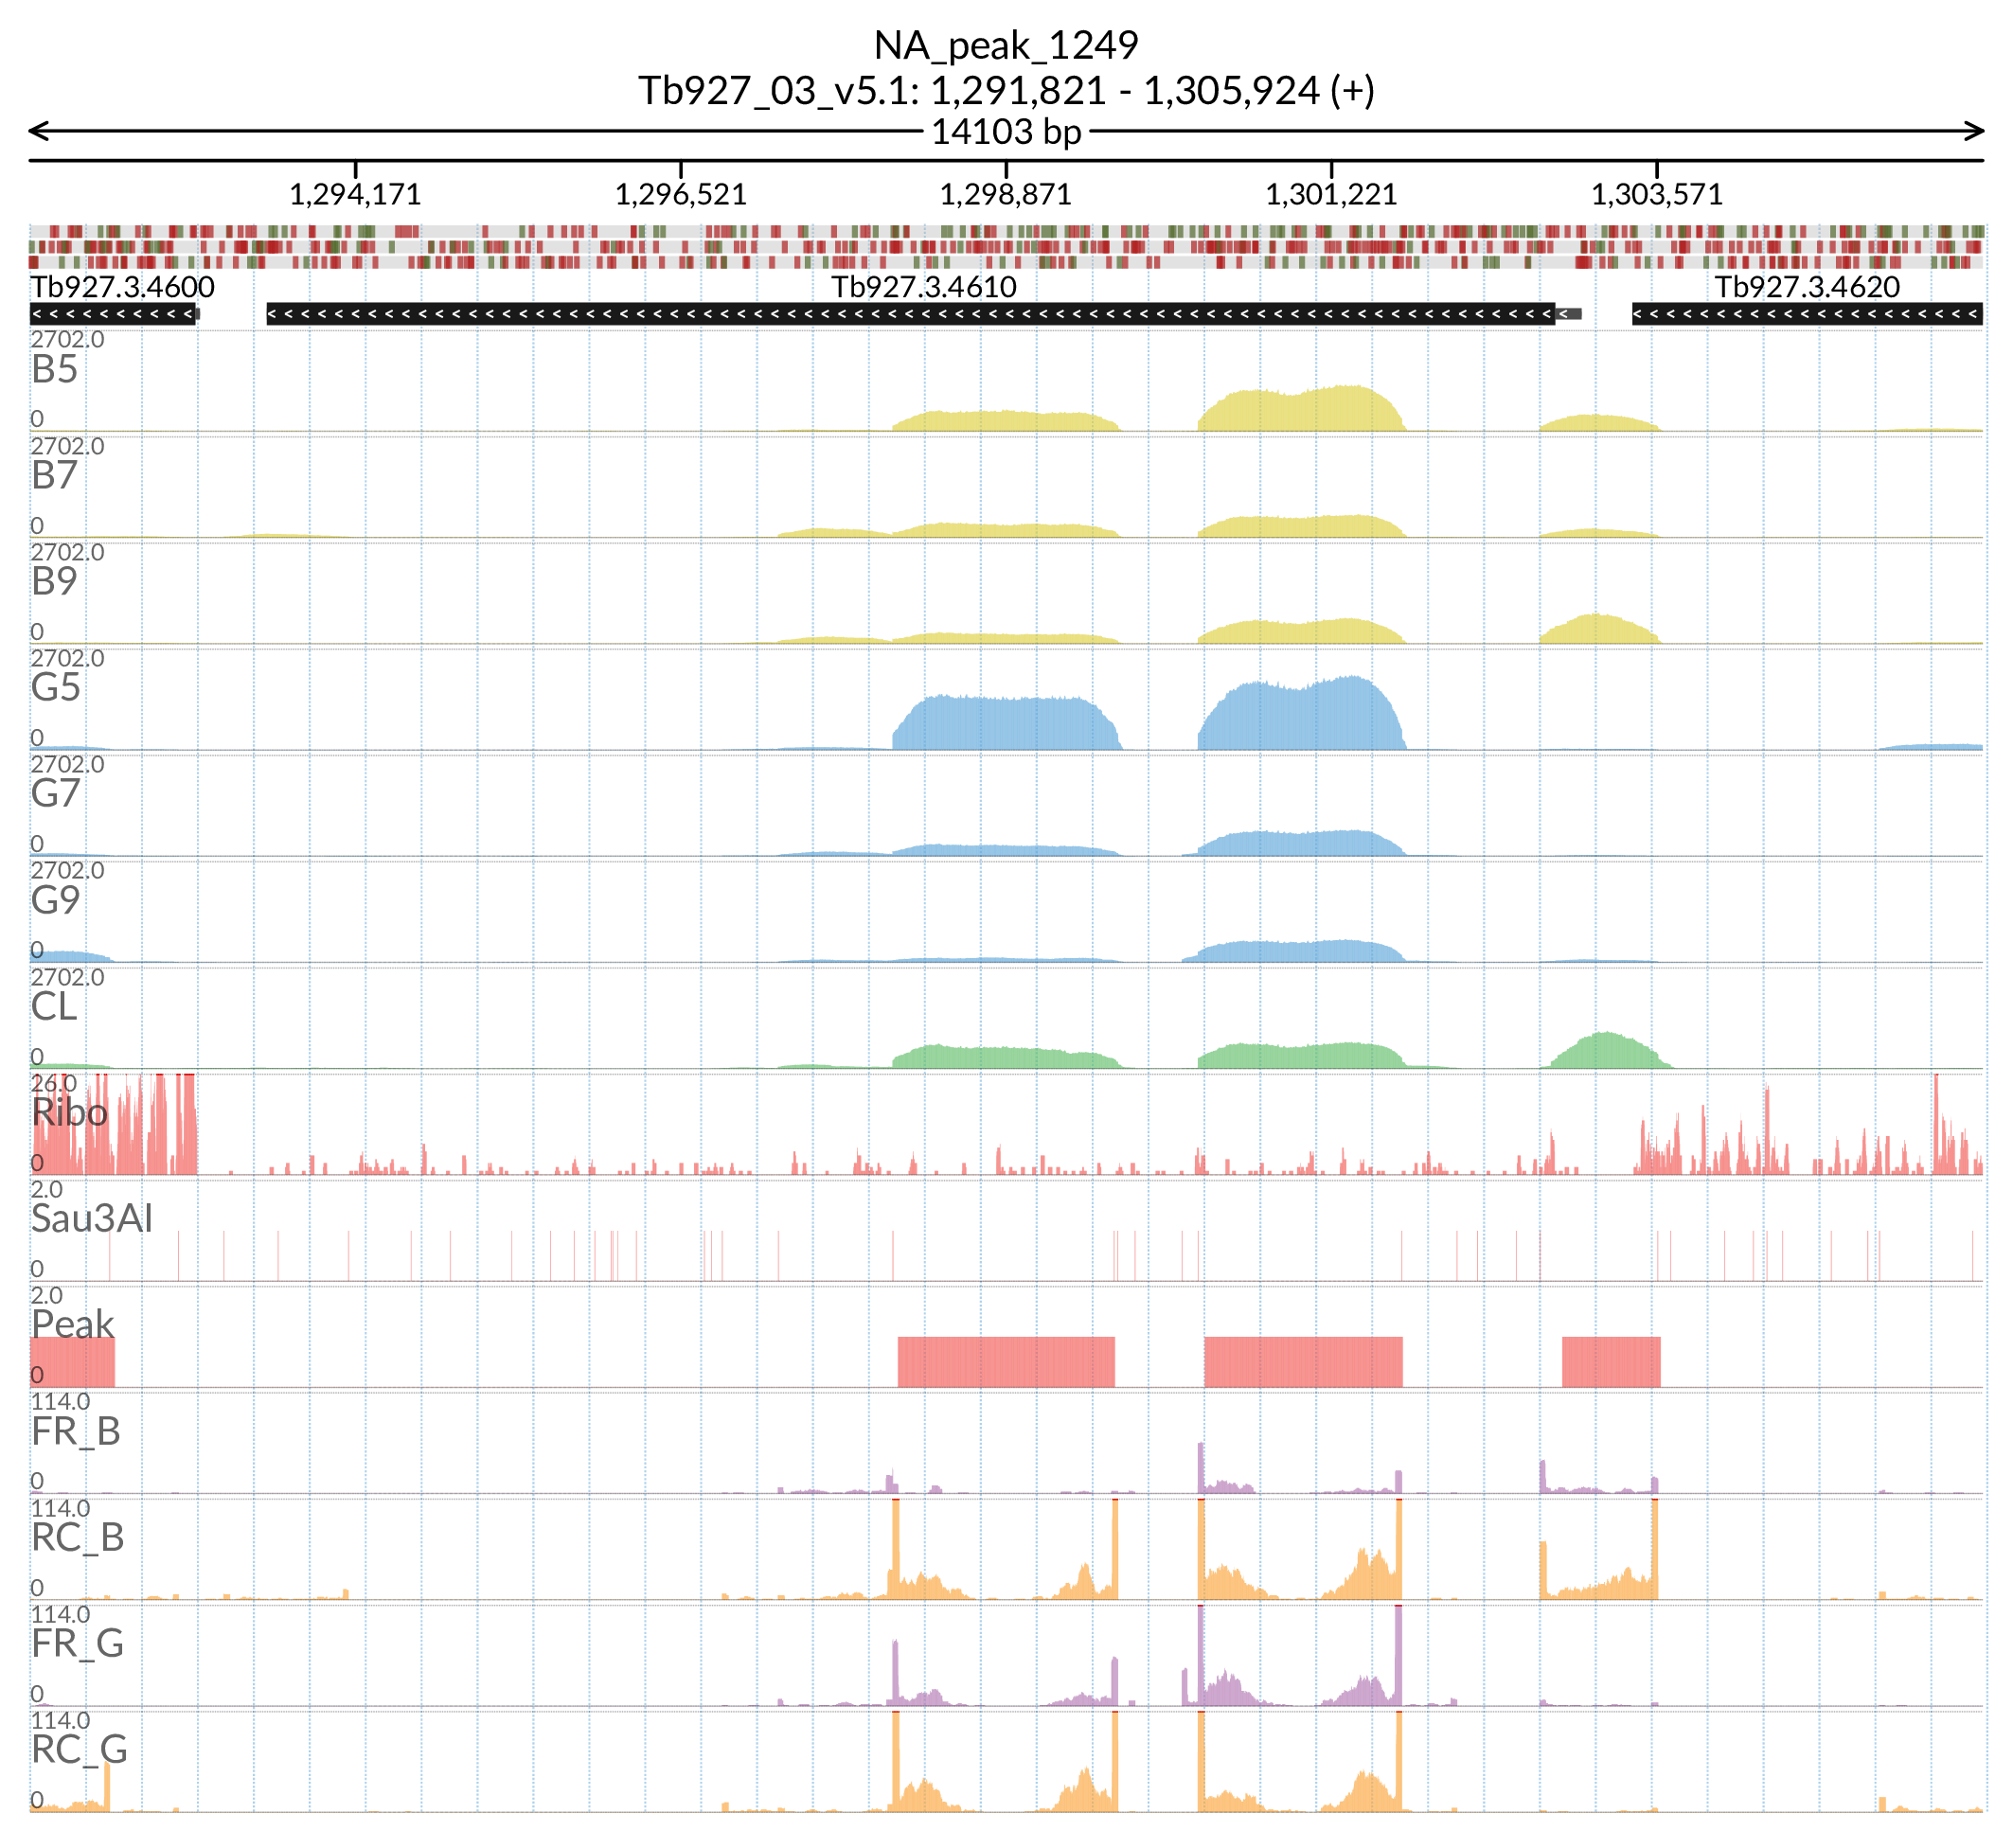 NA_peak_1249
Tb927_03_v5.1: 1,291,821 - 1,305,924 (+)
14103 bp
1,294,171 1,296,521 1,298,871 1,301,221 1,303,571
Tb927.3.4600 Tb927.3.4610 Tb927.3.4620
2702.0
B5
0
2702.0
B7
0
2702.0
B9
0
2702.0
G5
0
2702.0
G7
0
2702.0
G9
0
2702.0
CL
0
26.0
Ribo
0
2.0
Sau3AI
0
2.0
Peak
0
114.0
FR_B
0
114.0
RC_B
0
114.0
FR_G
0
114.0
RC_G
0